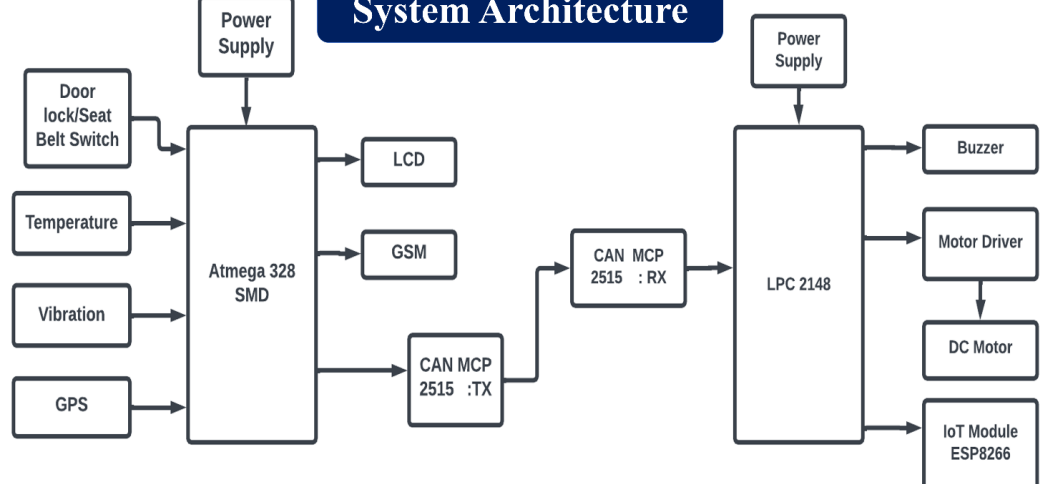 System Architecture
Power
Supply
Door
lock/Seat
Belt Switch
Temperature
Vibration
GPS
Atmega 328
SMD
LCD
GSM
CAN MCP
2515 :TX
CAN MCP
2515 : RX
Power
Supply
LPC 2148
Buzzer
Motor Driver
DC Motor
IoT Module
ESP8266